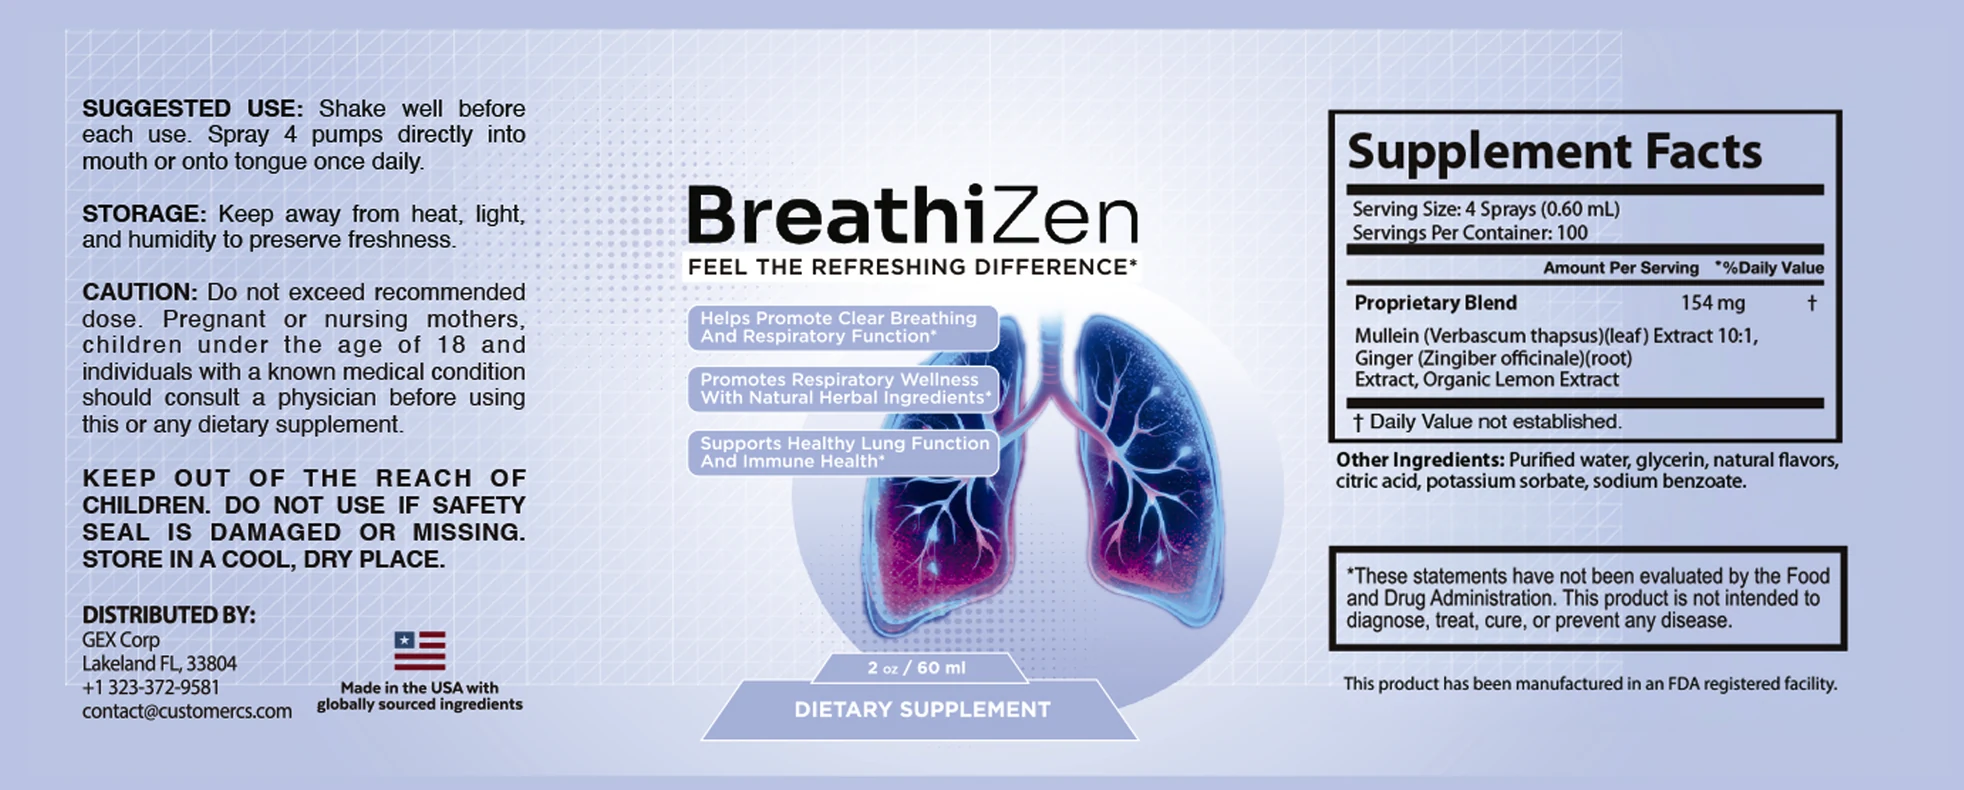 SUGGESTED USE: Shake well before
each use. Spray 4 pumps directly into
mouth or onto tongue once daily.
STORAGE: Keep away from heat, light,
and humidity to preserve freshness.
CAUTION: Do not exceed recommended
dose. Pregnant or nursing mothers,
children under the age of 18 and
individuals with a known medical condition
should consult a physician before using
this or any dietary supplement.
KEEP OUT OF THE REACH OF
CHILDREN. DO NOT USE IF SAFETY
SEAL IS DAMAGED OR MISSING.
STORE IN A COOL, DRY PLACE.
DISTRIBUTED BY:
GEX Corp
Lakeland FL, 33804
+1 323-372-9581
contact@customercs.com
Made in the USA with
globally sourced ingredients
BreathiZen
FEEL THE REFRESHING DIFFERENCE*
Helps Promote Clear Breathing
And Respiratory Function*
Promotes Respiratory Wellness
With Natural Herbal Ingredients*
Supports Healthy Lung Function
And Immune Health*
2 oz / 60 ml
DIETARY SUPPLEMENT
Supplement Facts
Serving Size: 4 Sprays (0.60 mL)
Servings Per Container: 100
Amount Per Serving *%Daily Value
Proprietary Blend 154 mg †
Mullein (Verbascum thapsus)(leaf) Extract 10:1,
Ginger (Zingiber officinale)(root)
Extract, Organic Lemon Extract
† Daily Value not established.
Other Ingredients: Purified water, glycerin, natural flavors,
citric acid, potassium sorbate, sodium benzoate.
*These statements have not been evaluated by the Food
and Drug Administration. This product is not intended to
diagnose, treat, cure, or prevent any disease.
This product has been manufactured in an FDA registered facility.